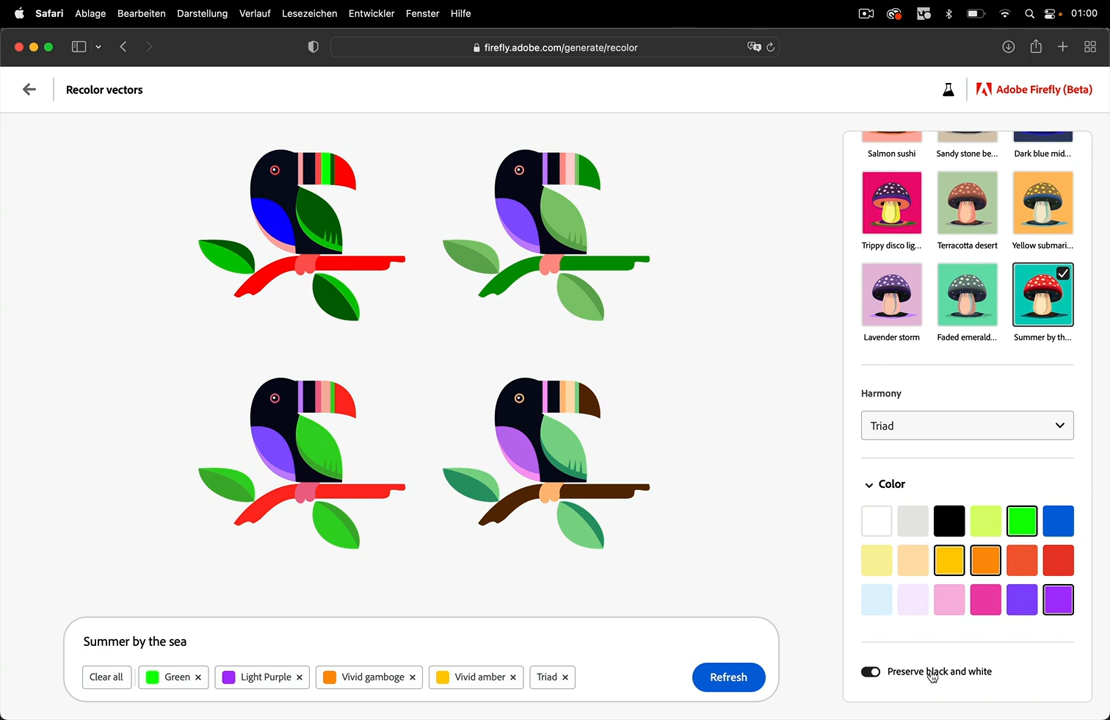 Safari Ablage Bearbeiten Darstellung Verlauf Lesezeichen Entwickler Fenster Hilfe 01:00
firefly.adobe.com/generate/recolor
Recolor vectors
Adobe Firefly (Beta)
Salmon sushi Sandy stone be... Dark blue mid...
Trippy disco lig... Terracotta desert Yellow submari...
Lavender storm Faded emerald... Summer by th...
Harmony
Triad
Color
Preserve black and white
Summer by the sea
Clear all Green × Light Purple × Vivid gamboge × Vivid amber × Triad ×
Refresh